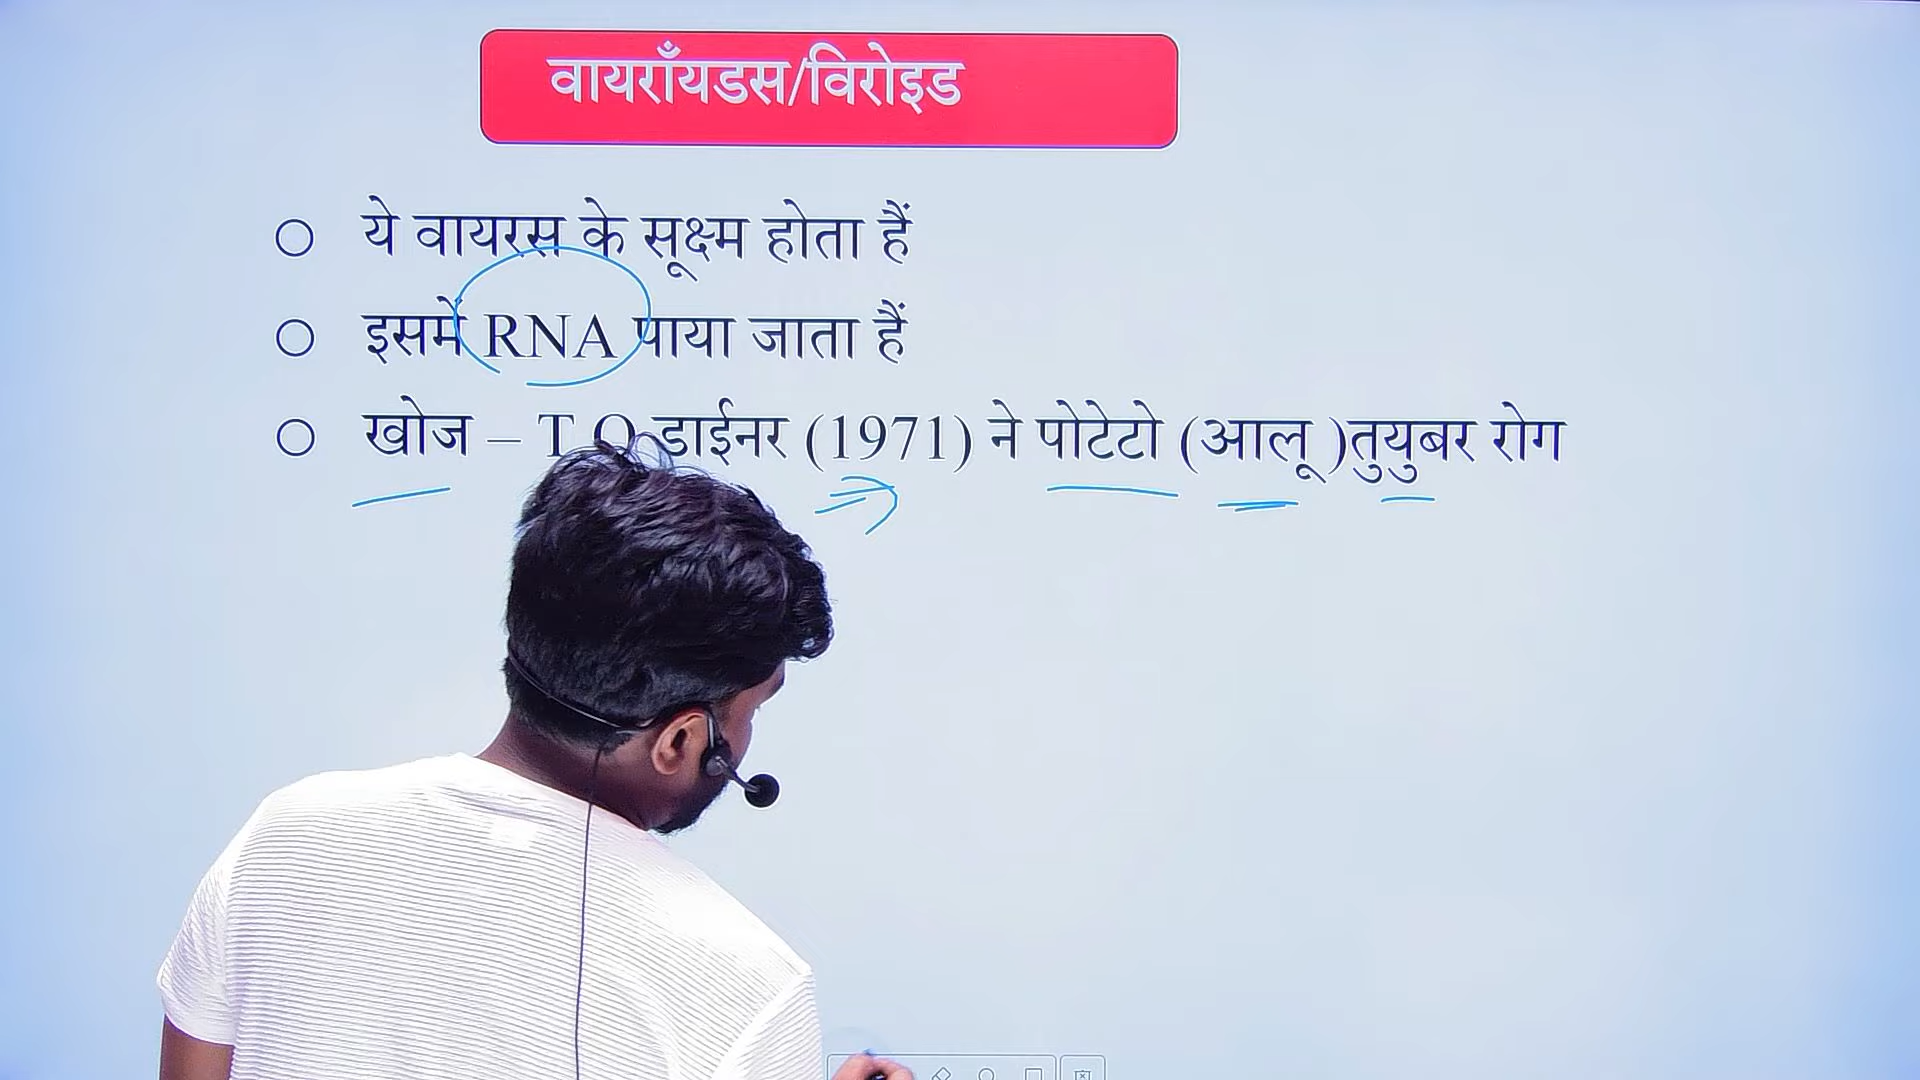 वायराँयडस/विरोइड
ये वायरस के सूक्ष्म होता हैं
इसमें RNA पाया जाता हैं
खोज – T O डाईनर (1971) ने पोटेटो (आलू )तुयुबर रोग